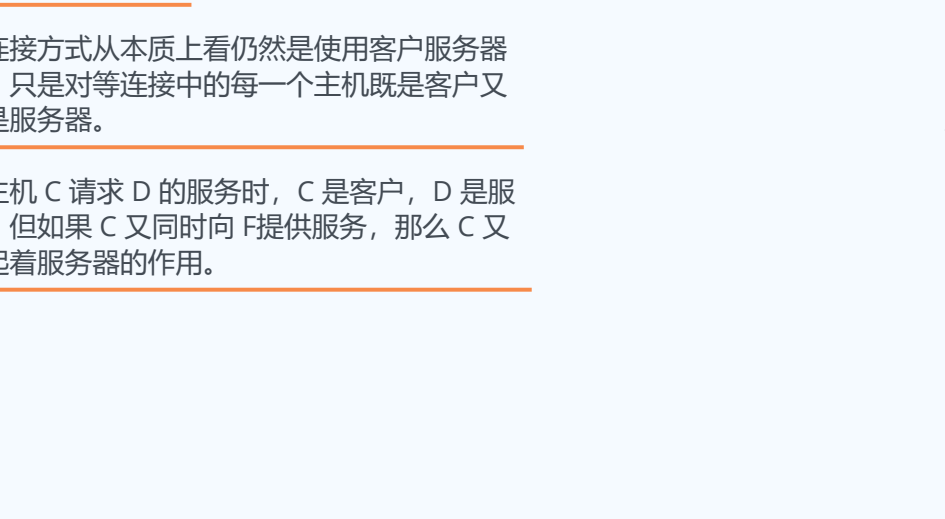 连接方式从本质上看仍然是使用客户服务器
只是对等连接中的每一个主机既是客户又
是服务器。
主机 C 请求 D 的服务时，C 是客户，D 是服
但如果 C 又同时向 F提供服务，那么 C 又
起着服务器的作用。